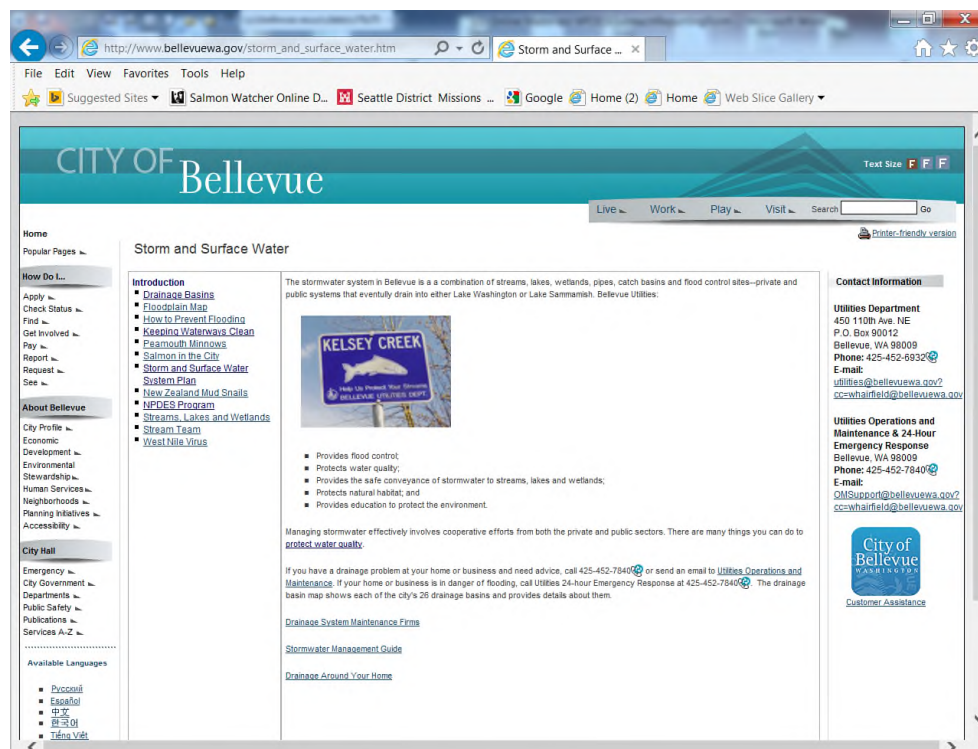 http://www.bellevuewa.gov/storm_and_surface_water.htm
Storm and Surface ...
File Edit View Favorites Tools Help
Suggested Sites
Salmon Watcher Online D...
Seattle District Missions ...
Google
Home (2)
Home
Web Slice Gallery
CITY OF Bellevue
Text Size F F F
Live Work Play Visit Search Go
Home
Popular Pages
Printer-friendly version
Storm and Surface Water
How Do I...
Apply
Check Status
Find
Get Involved
Pay
Report
Request
See
About Bellevue
City Profile
Economic
Development
Environmental
Stewardship
Human Services
Neighborhoods
Planning Initiatives
Accessibility
City Hall
Emergency
City Government
Departments
Public Safety
Publications
Services A-Z
Available Languages
Русский
Español
中文
한국어
Tiếng Việt
Introduction
Drainage Basins
Floodplain Map
How to Prevent Flooding
Keeping Waterways Clean
Peamouth Minnows
Salmon in the City
Storm and Surface Water
System Plan
New Zealand Mud Snails
NPDES Program
Streams, Lakes and Wetlands
Stream Team
West Nile Virus
The stormwater system in Bellevue is a a combination of streams, lakes, wetlands, pipes, catch basins and flood control sites--private and
public systems that eventully drain into either Lake Washington or Lake Sammamish. Bellevue Utilities:
KELSEY CREEK
Help Us Protect Your Streams
BELLEVUE UTILITIES DEPT.
Provides flood control;
Protects water quality;
Provides the safe conveyance of stormwater to streams, lakes and wetlands;
Protects natural habitat; and
Provides education to protect the environment.
Managing stormwater effectively involves cooperative efforts from both the private and public sectors. There are many things you can do to
protect water quality.
If you have a drainage problem at your home or business and need advice, call 425-452-7840 or send an email to Utilities Operations and
Maintenance. If your home or business is in danger of flooding, call Utilities 24-hour Emergency Response at 425-452-7840. The drainage
basin map shows each of the city's 26 drainage basins and provides details about them.
Drainage System Maintenance Firms
Stormwater Management Guide
Drainage Around Your Home
Contact Information
Utilities Department
450 110th Ave. NE
P.O. Box 90012
Bellevue, WA 98009
Phone: 425-452-6932
E-mail:
utilities@bellevuewa.gov?
cc=whairfield@bellevuewa.gov
Utilities Operations and
Maintenance & 24-Hour
Emergency Response
Bellevue, WA 98009
Phone: 425-452-7840
E-mail:
OMSupport@bellevuewa.gov?
cc=whairfield@bellevuewa.gov
City of
Bellevue
WASHINGTON
Customer Assistance